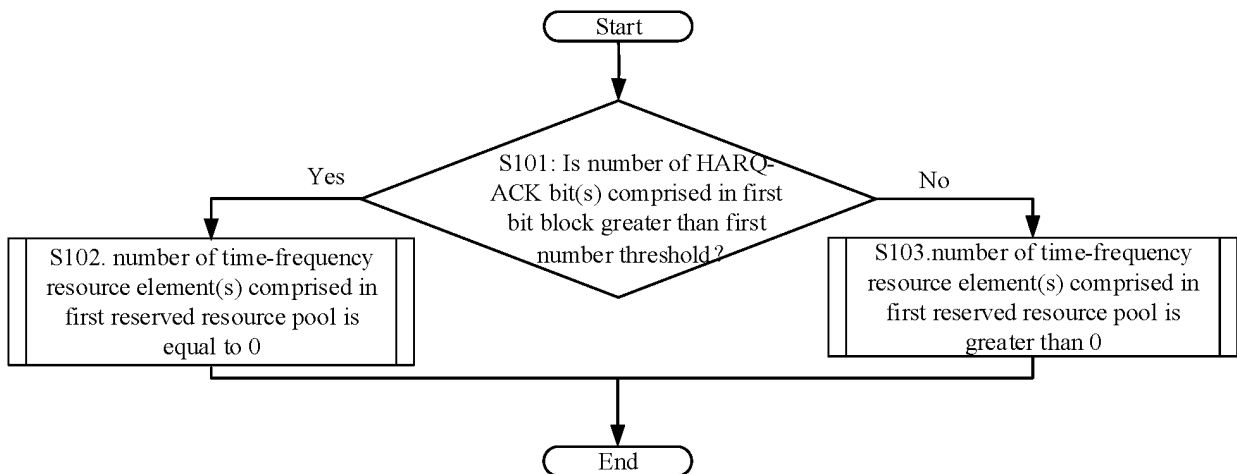 Start
S101: Is number of HARQ-
ACK bit(s) comprised in first
bit block greater than first
number threshold?
Yes
No
S102. number of time-frequency
resource element(s) comprised in
first reserved resource pool is
equal to 0
S103.number of time-frequency
resource element(s) comprised in
first reserved resource pool is
greater than 0
End